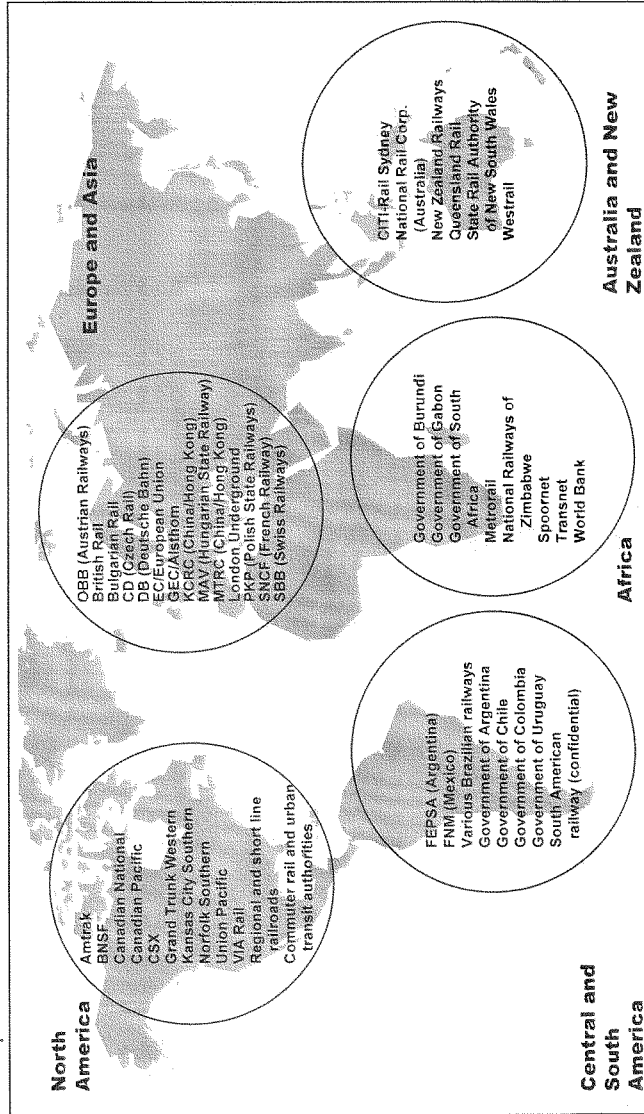 North
America
Amtrak
BNSF
Canadian National
Canadian Pacific
CSX
Grand Trunk Western
Kansas City Southern
Norfolk Southern
Union Pacific
VIA Rail
Regional and short line
railroads
Commuter rail and urban
transit authorities
Europe and Asia
OBB (Austrian Railways)
British Rail
Bulgarian Rail
CD (Czech Rail)
DB (Deutsche Bahn)
EC/European Union
GEC/Alsthom
KCRC (China/Hong Kong)
MAV (Hungarian State Railway)
MTRC (China/Hong Kong)
London Underground
PKP (Polish State Railways)
SNCF (French Railway)
SBB (Swiss Railways)
Central and
South
America
FEPSA (Argentina)
FNM (Mexico)
Various Brazilian railways
Government of Argentina
Government of Chile
Government of Colombia
Government of Uruguay
South American
railway (confidential)
Africa
Government of Burundi
Government of Gabon
Government of South
Africa
Metrorail
National Railways of
Zimbabwe
Spoornet
Transnet
World Bank
Australia and New
Zealand
CITI-Rail Sydney
National Rail Corp.
(Australia)
New Zealand Railways
Queensland Rail
State Rail Authority
of New South Wales
Westrail